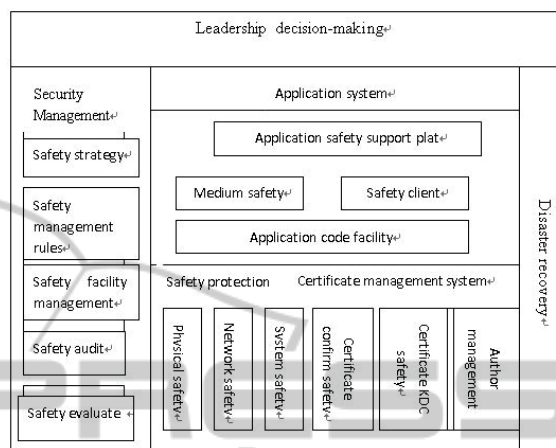 Leadership decision-making↵
Security
Management↵
Safety strategy↵
Safety
management
rules↵
Safety facility
management↵
Safety audit↵
Safety evaluate↵
Application system↵
Application safety support plat↵
Medium safety↵
Safety client↵
Application code facility↵
Safety protection
Certificate management system↵
Physical safety↵
Network safety↵
System safety↵
Certificate
confirm safety↵
Certificate KDC
safety↵
Author
management↵
Disaster recovery↵
PRESS